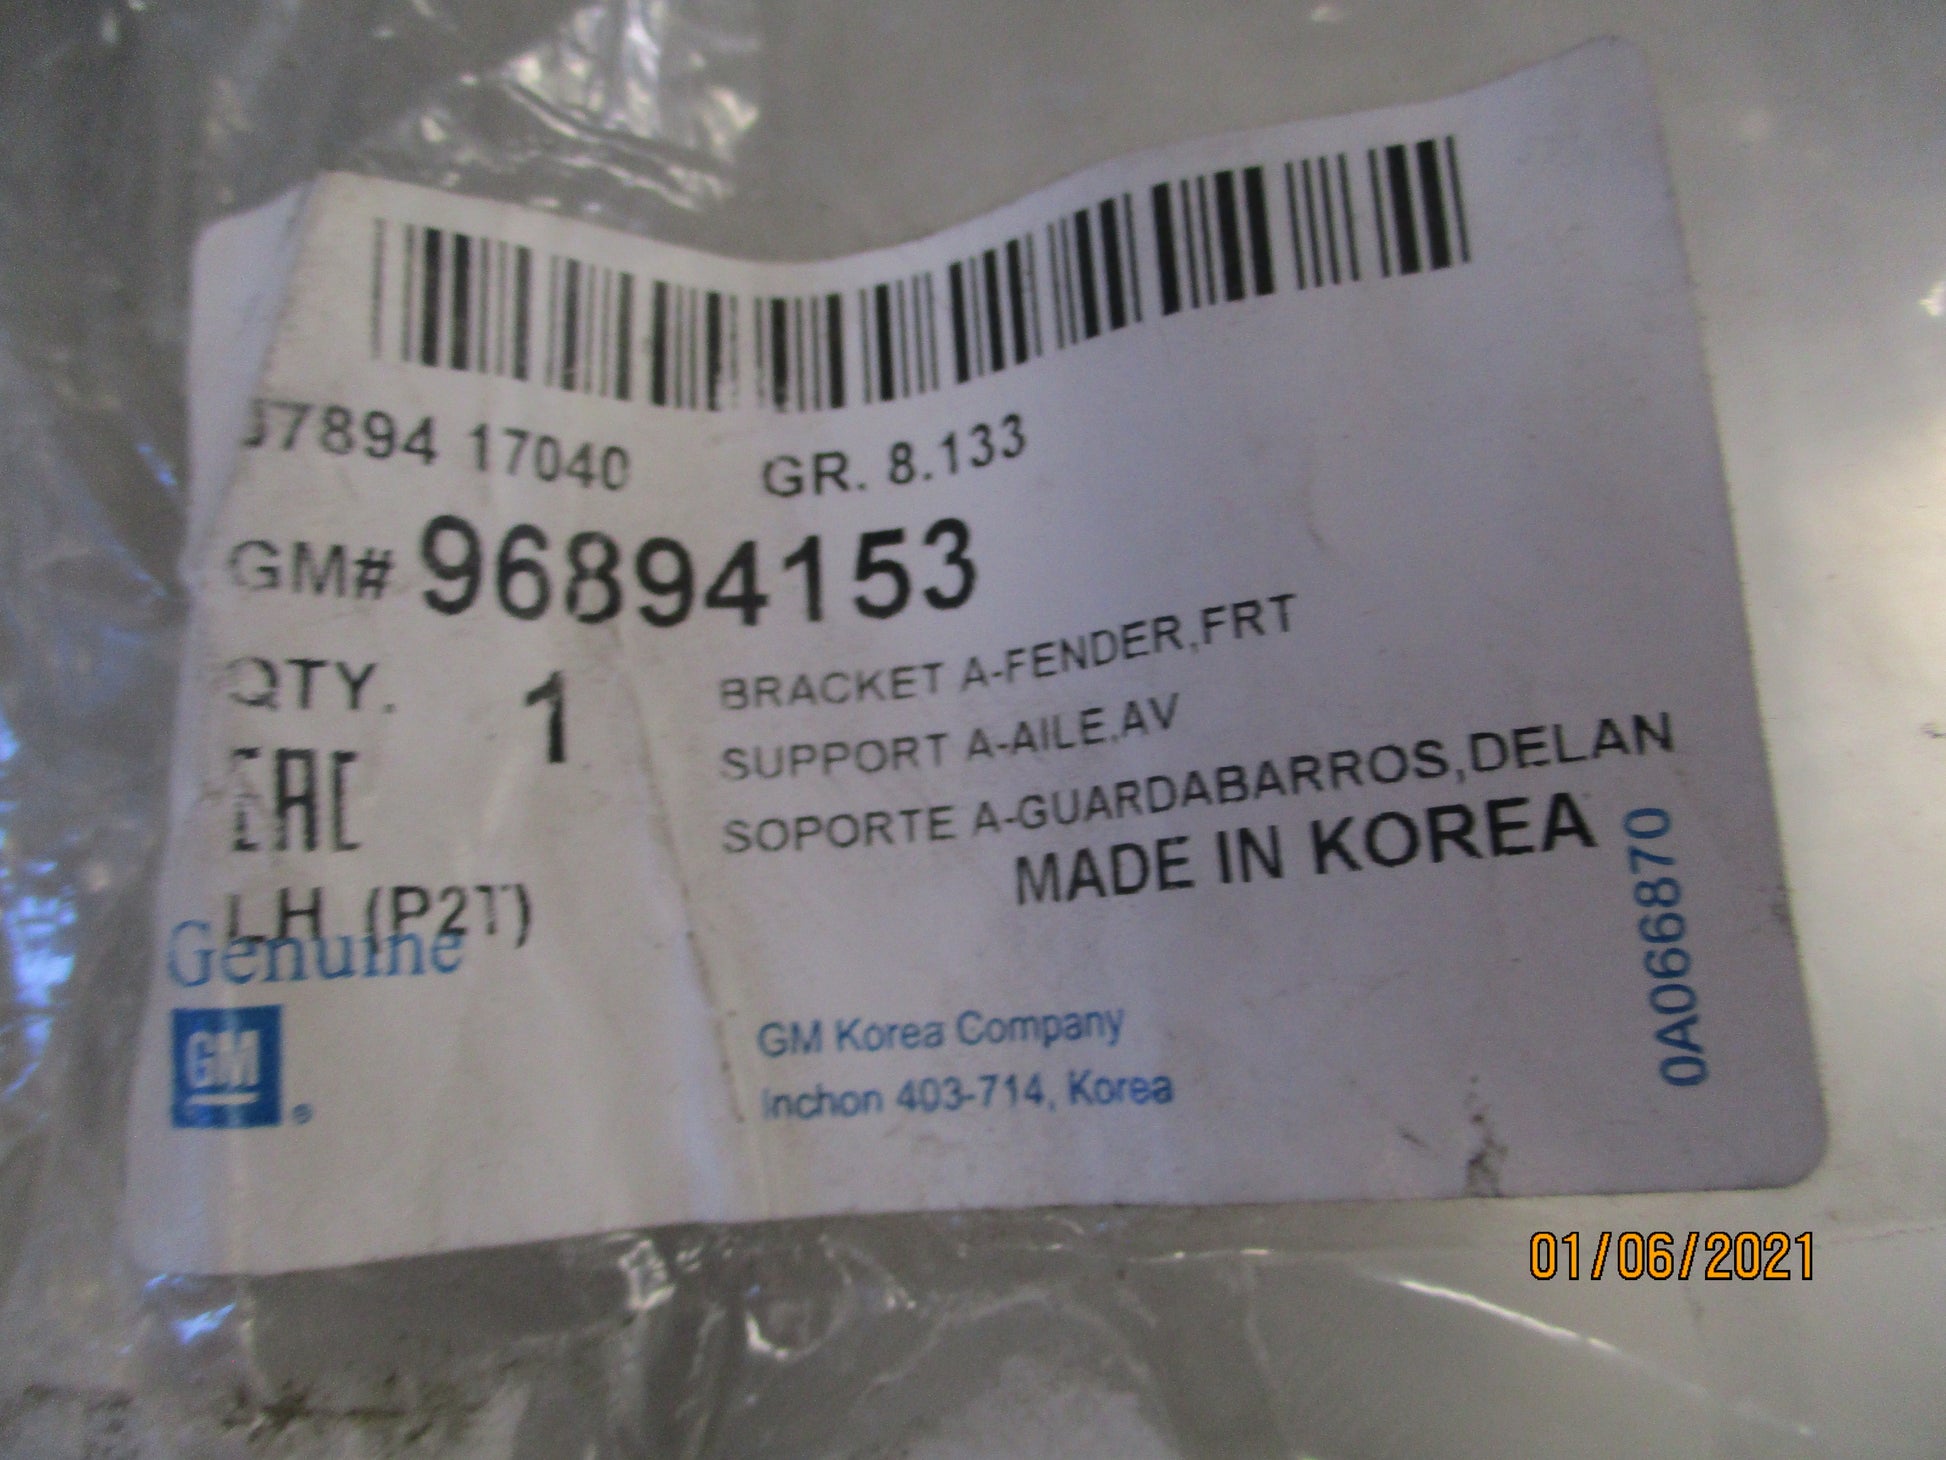 J7894 17040 GR. 8.133
GM# 96894153
QTY. 1
BRACKET A-FENDER,FRT
SUPPORT A-AILE,AV
SOPORTE A-GUARDABARROS,DELAN
MADE IN KOREA
EAC
LH (P2T)
Genuine
GM ®
GM Korea Company
Inchon 403-714, Korea
0A066870
01/06/2021